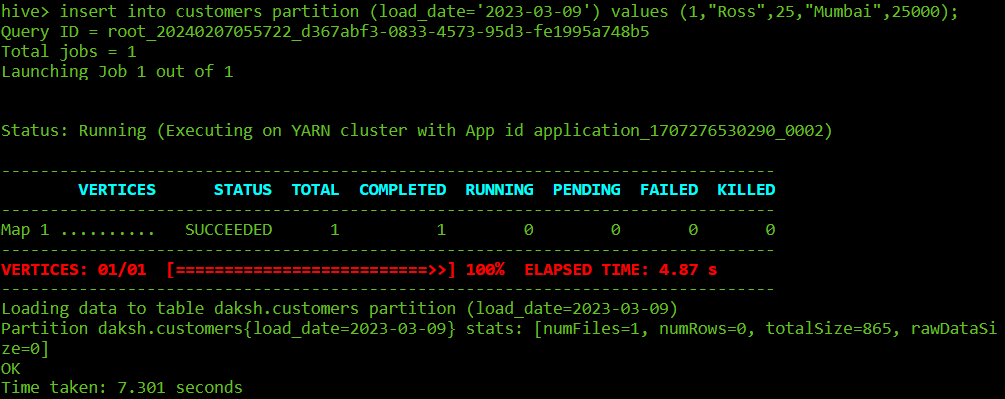 hive> insert into customers partition (load_date='2023-03-09') values (1,"Ross",25,"Mumbai",25000);
Query ID = root_20240207055722_d367abf3-0833-4573-95d3-fe1995a748b5
Total jobs = 1
Launching Job 1 out of 1
Status: Running (Executing on YARN cluster with App id application_1707276530290_0002)
--------------------------------------------------------------------------------
VERTICES STATUS TOTAL COMPLETED RUNNING PENDING FAILED KILLED
--------------------------------------------------------------------------------
Map 1 .......... SUCCEEDED 1 1 0 0 0 0
--------------------------------------------------------------------------------
VERTICES: 01/01 [==========================>>] 100% ELAPSED TIME: 4.87 s
--------------------------------------------------------------------------------
Loading data to table daksh.customers partition (load_date=2023-03-09)
Partition daksh.customers{load_date=2023-03-09} stats: [numFiles=1, numRows=0, totalSize=865, rawDataSi
ze=0]
OK
Time taken: 7.301 seconds